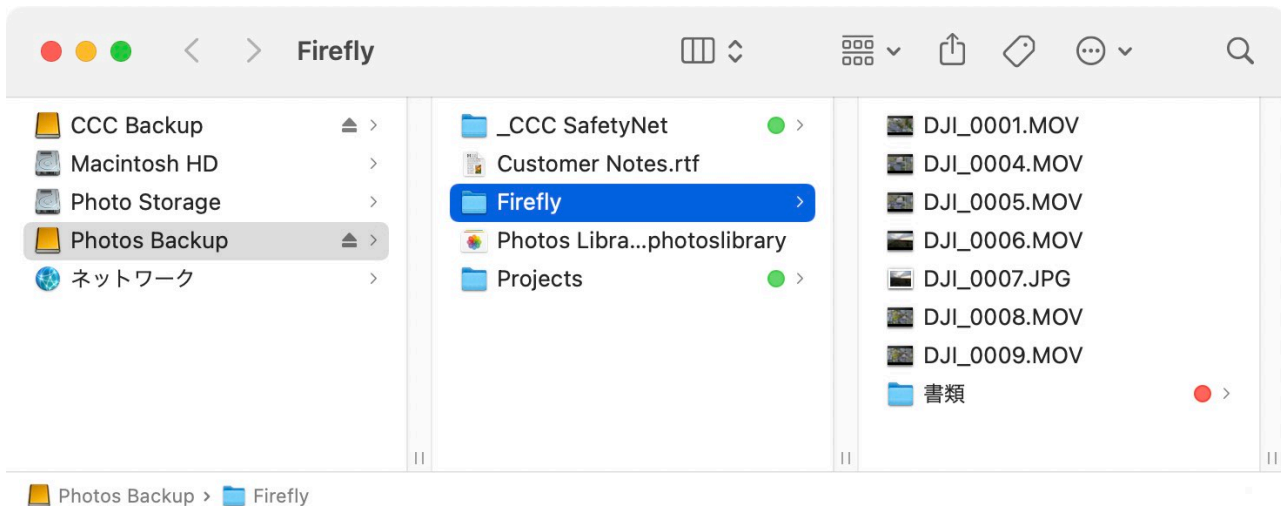 Firefly
CCC Backup
Macintosh HD
Photo Storage
Photos Backup
ネットワーク
_CCC SafetyNet
Customer Notes.rtf
Firefly
Photos Libra...photoslibrary
Projects
DJI_0001.MOV
DJI_0004.MOV
DJI_0005.MOV
DJI_0006.MOV
DJI_0007.JPG
DJI_0008.MOV
DJI_0009.MOV
書類
Photos Backup › Firefly